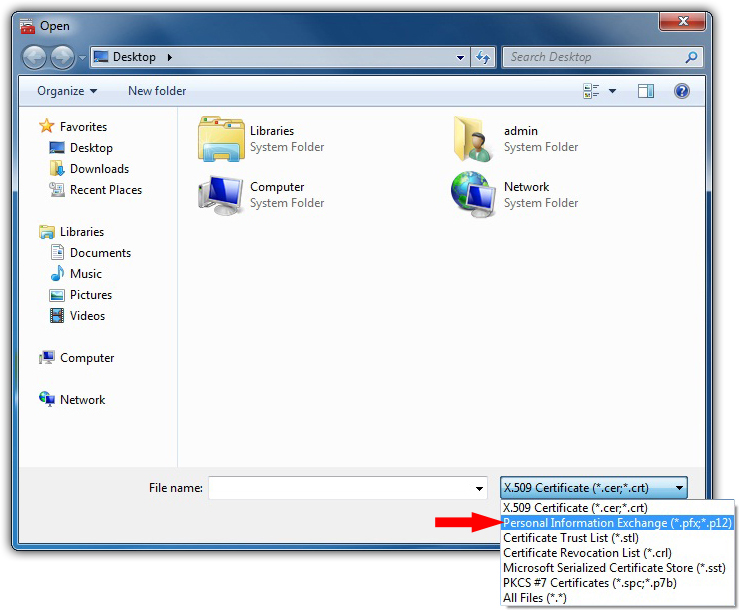 Open
Desktop
Search Desktop
Organize
New folder
Favorites
Desktop
Downloads
Recent Places
Libraries
Documents
Music
Pictures
Videos
Computer
Network
Libraries
System Folder
admin
System Folder
Computer
System Folder
Network
System Folder
File name:
X.509 Certificate (*.cer;*.crt)
X.509 Certificate (*.cer;*.crt)
Personal Information Exchange (*.pfx;*.p12)
Certificate Trust List (*.stl)
Certificate Revocation List (*.crl)
Microsoft Serialized Certificate Store (*.sst)
PKCS #7 Certificates (*.spc;*.p7b)
All Files (*.*)